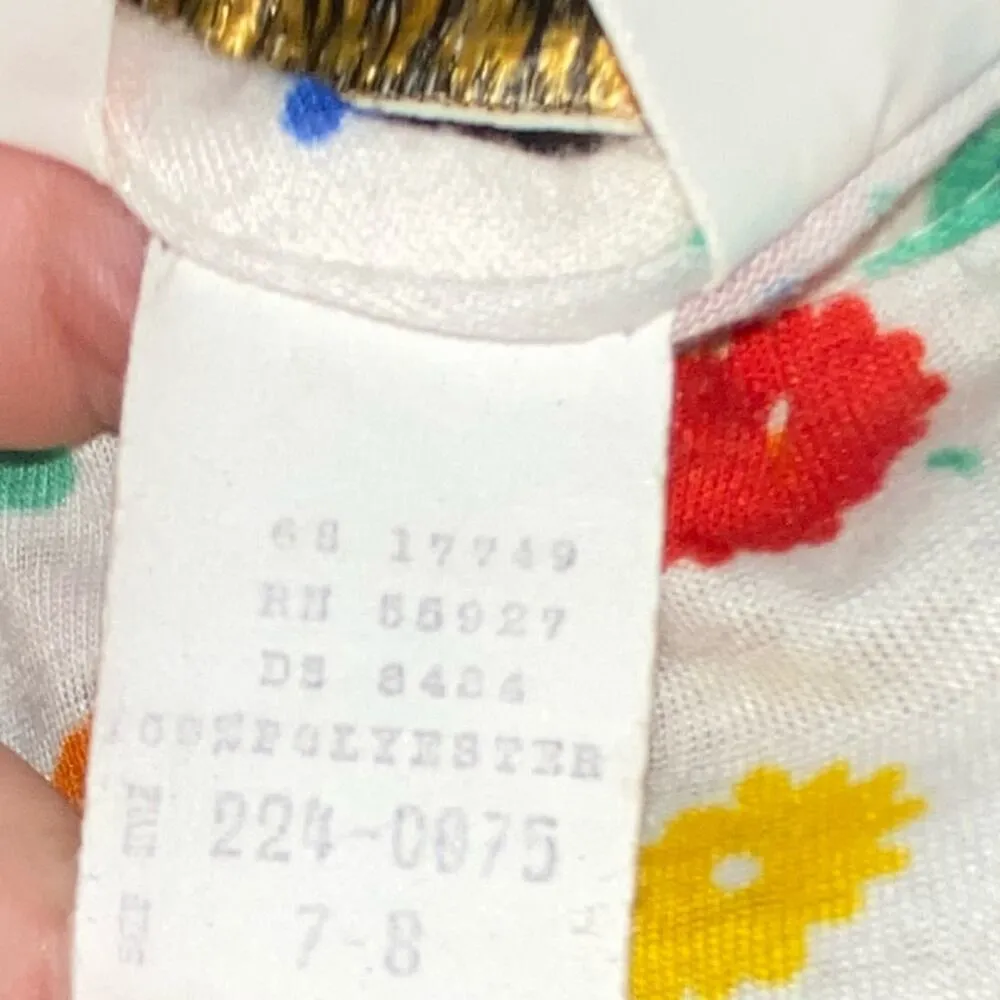 68 17749
RN 55927
DS 8424
100%POLYESTER
224-0075
7-8